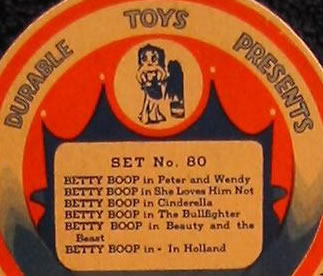 DURABLE TOYS PRESENTS
SET No. 80
BETTY BOOP in Peter and Wendy
BETTY BOOP in She Loves Him Not
BETTY BOOP in Cinderella
BETTY BOOP in The Bullfighter
BETTY BOOP in Beauty and the
Beast
BETTY BOOP in - In Holland